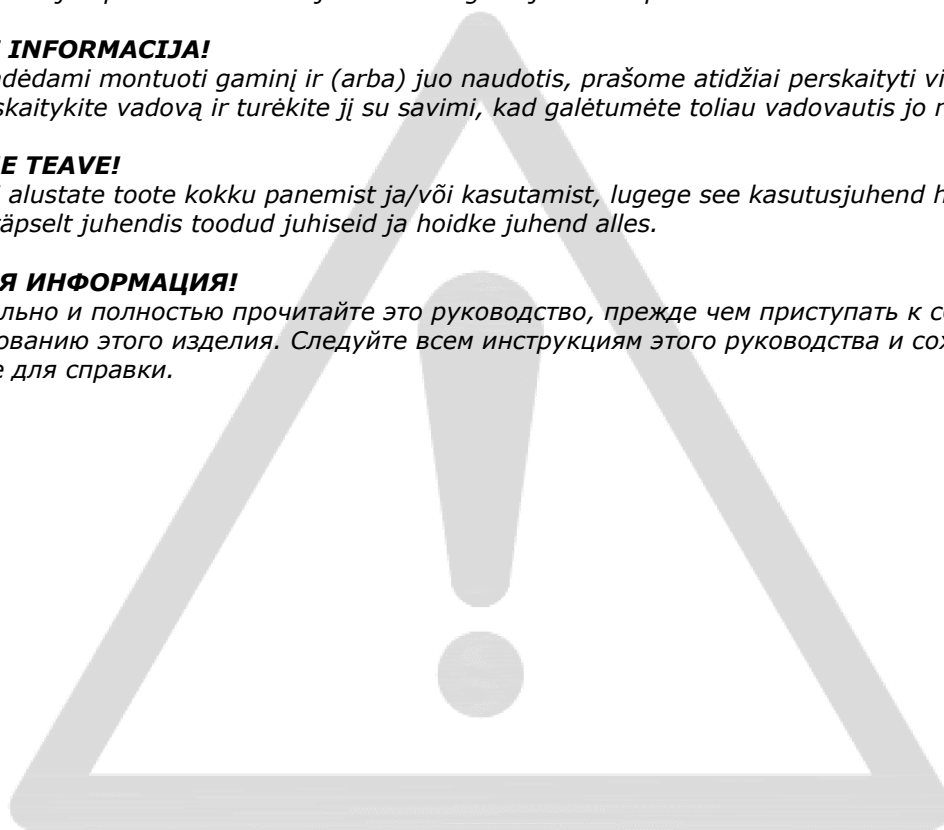 INFORMACIJA!
dėdami montuoti gaminį ir (arba) juo naudotis, prašome atidžiai perskaityti vi
skaitykite vadovą ir turėkite jį su savimi, kad galėtumėte toliau vadovautis jo
E TEAVE!
alustate toote kokku panemist ja/või kasutamist, lugege see kasutusjuhend h
äpselt juhendis toodud juhiseid ja hoidke juhend alles.
Я ИНФОРМАЦИЯ!
льно и полностью прочитайте это руководство, прежде чем приступать к с
ованию этого изделия. Следуйте всем инструкциям этого руководства и сох
е для справки.